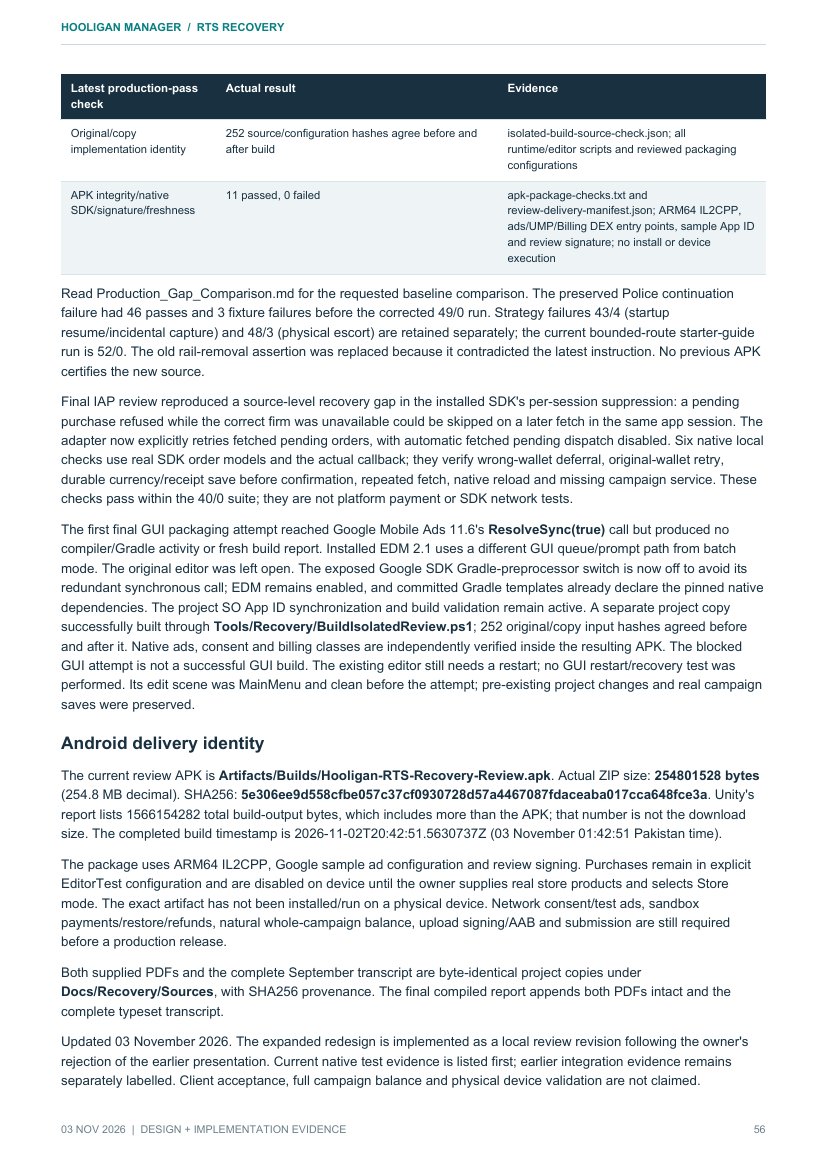 HOOLIGAN MANAGER / RTS RECOVERY
Latest production-pass check
Actual result
Evidence
Original/copy implementation identity
252 source/configuration hashes agree before and after build
isolated-build-source-check.json; all runtime/editor scripts and reviewed packaging configurations
APK integrity/native SDK/signature/freshness
11 passed, 0 failed
apk-package-checks.txt and review-delivery-manifest.json; ARM64 IL2CPP, ads/UMP/Billing DEX entry points, sample App ID and review signature; no install or device execution
Read Production_Gap_Comparison.md for the requested baseline comparison. The preserved Police continuation
failure had 46 passes and 3 fixture failures before the corrected 49/0 run. Strategy failures 43/4 (startup
resume/incidental capture) and 48/3 (physical escort) are retained separately; the current bounded-route starter-guide
run is 52/0. The old rail-removal assertion was replaced because it contradicted the latest instruction. No previous APK
certifies the new source.
Final IAP review reproduced a source-level recovery gap in the installed SDK's per-session suppression: a pending
purchase refused while the correct firm was unavailable could be skipped on a later fetch in the same app session. The
adapter now explicitly retries fetched pending orders, with automatic fetched pending dispatch disabled. Six native local
checks use real SDK order models and the actual callback; they verify wrong-wallet deferral, original-wallet retry,
durable currency/receipt save before confirmation, repeated fetch, native reload and missing campaign service. These
checks pass within the 40/0 suite; they are not platform payment or SDK network tests.
The first final GUI packaging attempt reached Google Mobile Ads 11.6's ResolveSync(true) call but produced no
compiler/Gradle activity or fresh build report. Installed EDM 2.1 uses a different GUI queue/prompt path from batch
mode. The original editor was left open. The exposed Google SDK Gradle-preprocessor switch is now off to avoid its
redundant synchronous call; EDM remains enabled, and committed Gradle templates already declare the pinned native
dependencies. The project SO App ID synchronization and build validation remain active. A separate project copy
successfully built through Tools/Recovery/BuildIsolatedReview.ps1; 252 original/copy input hashes agreed before
and after it. Native ads, consent and billing classes are independently verified inside the resulting APK. The blocked
GUI attempt is not a successful GUI build. The existing editor still needs a restart; no GUI restart/recovery test was
performed. Its edit scene was MainMenu and clean before the attempt; pre-existing project changes and real campaign
saves were preserved.
Android delivery identity
The current review APK is Artifacts/Builds/Hooligan-RTS-Recovery-Review.apk. Actual ZIP size: 254801528 bytes
(254.8 MB decimal). SHA256: 5e306ee9d558cfbe057c37cf0930728d57a4467087fdaceaba017cca648fce3a. Unity's
report lists 1566154282 total build-output bytes, which includes more than the APK; that number is not the download
size. The completed build timestamp is 2026-11-02T20:42:51.5630737Z (03 November 01:42:51 Pakistan time).
The package uses ARM64 IL2CPP, Google sample ad configuration and review signing. Purchases remain in explicit
EditorTest configuration and are disabled on device until the owner supplies real store products and selects Store
mode. The exact artifact has not been installed/run on a physical device. Network consent/test ads, sandbox
payments/restore/refunds, natural whole-campaign balance, upload signing/AAB and submission are still required
before a production release.
Both supplied PDFs and the complete September transcript are byte-identical project copies under
Docs/Recovery/Sources, with SHA256 provenance. The final compiled report appends both PDFs intact and the
complete typeset transcript.
Updated 03 November 2026. The expanded redesign is implemented as a local review revision following the owner's
rejection of the earlier presentation. Current native test evidence is listed first; earlier integration evidence remains
separately labelled. Client acceptance, full campaign balance and physical device validation are not claimed.
03 NOV 2026 | DESIGN + IMPLEMENTATION EVIDENCE
56